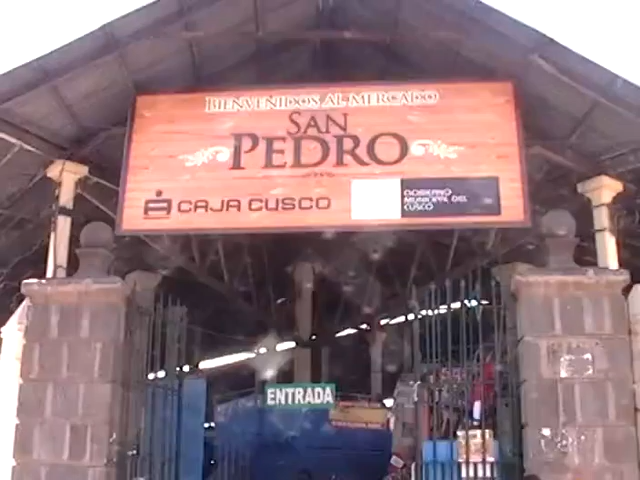 BIENVENIDOS AL MERCADO
SAN
PEDRO
CAJA CUSCO
GOBIERNO
MUNICIPAL DEL
CUSCO
ENTRADA